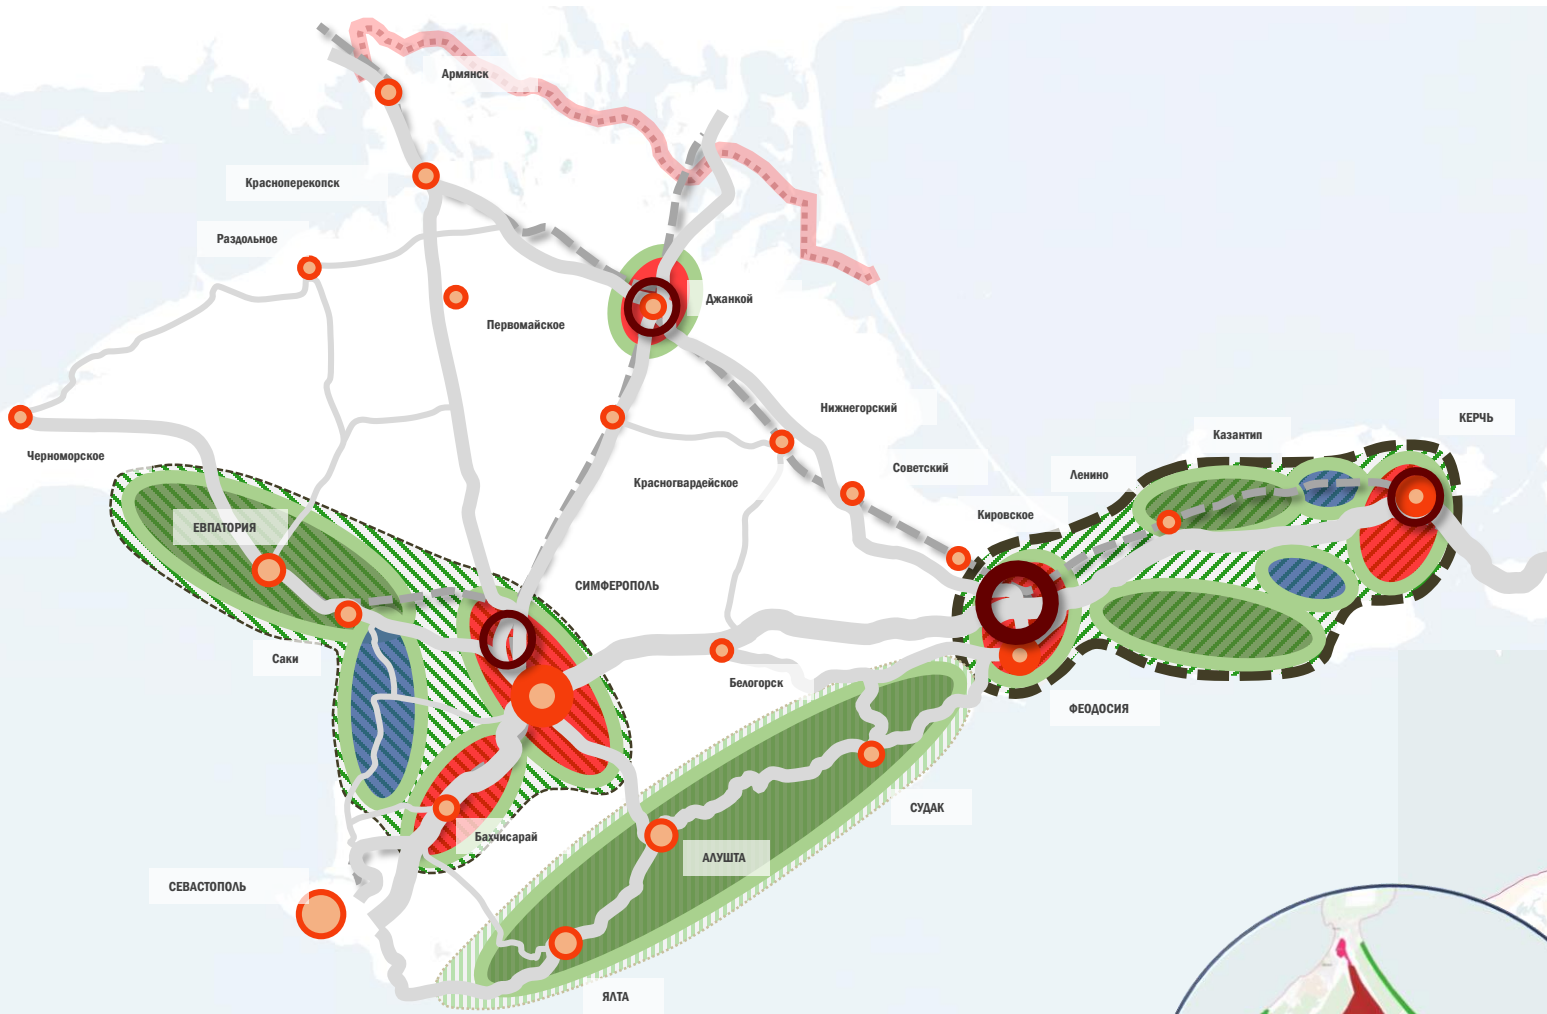 Армянск
Красноперекопск
Раздольное
Джанкой
Первомайское
Нижнегорский
КЕРЧЬ
Казантип
Черноморское
Советский
Ленино
Красногвардейское
Кировское
ЕВПАТОРИЯ
СИМФЕРОПОЛЬ
Саки
Белогорск
ФЕОДОСИЯ
СУДАК
Бахчисарай
АЛУШТА
СЕВАСТОПОЛЬ
ЯЛТА